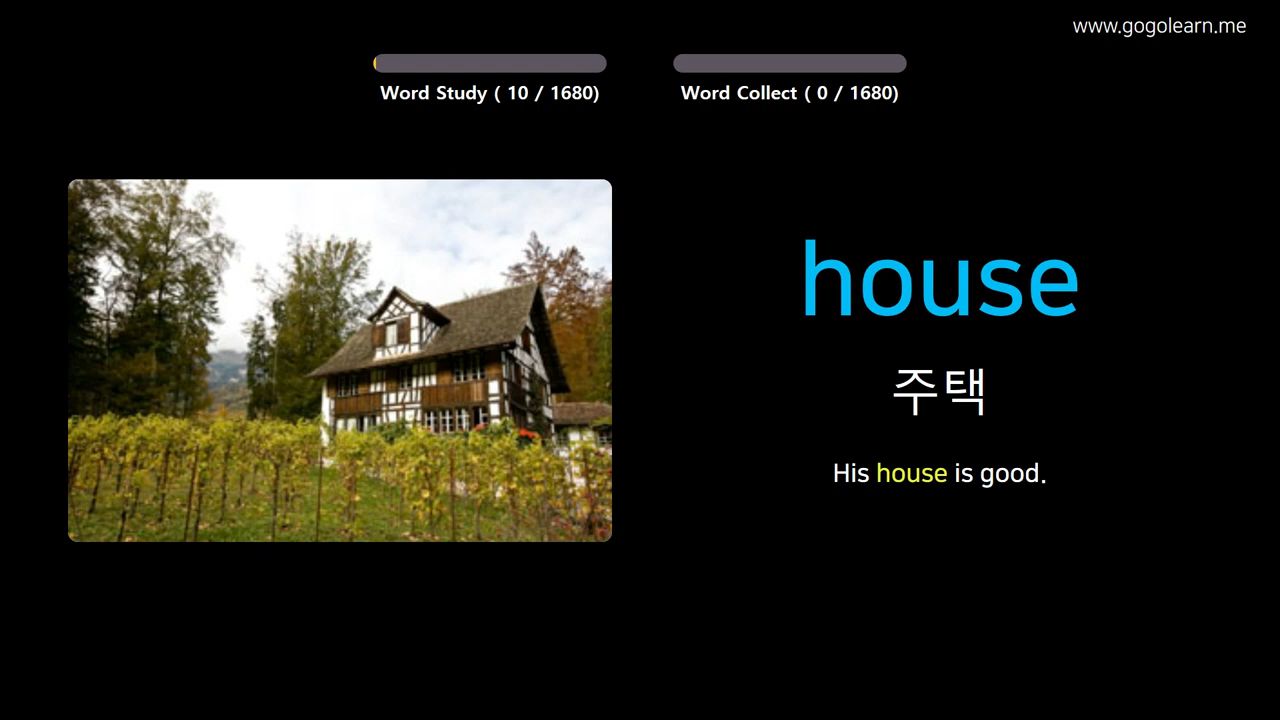 www.gogolearn.me
Word Study ( 10 / 1680)
Word Collect ( 0 / 1680)
house
주택
His house is good.